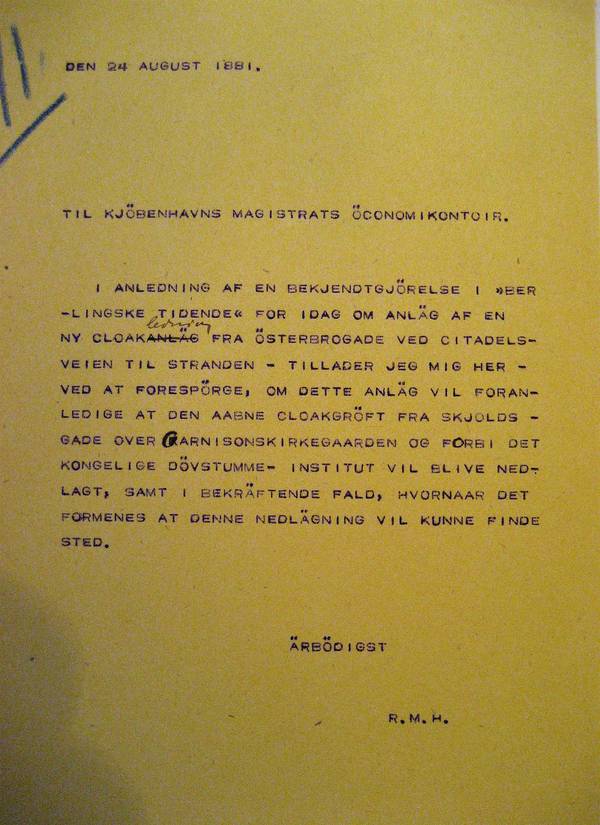 DEN 24 AUGUST 1881.
TIL KJÖBENHAVNS MAGISTRATS ÖCONOMIKONTOIR.
I ANLEDNING AF EN BEKJENDTGJÖRELSE I »BER
-LINGSKE TIDENDE« FOR IDAG OM ANLÄG AF EN
ledning
NY CLOAKANLÄG FRA ÖSTERBROGADE VED CITADELS-
VEIEN TIL STRANDEN - TILLADER JEG MIG HER -
VED AT FORESPÖRGE, OM DETTE ANLÄG VIL FORAN-
LEDIGE AT DEN AABNE CLOAKGRÖFT FRA SKJOLDS -
GADE OVER GARNISONSKIRKEGAARDEN OG FORBI DET
KONGELIGE DÖVSTUMME- INSTITUT VIL BLIVE NED-
LAGT, SAMT I BEKRÄFTENDE FALD, HVORNAAR DET
FORMENES AT DENNE NEDLÄGNING VIL KUNNE FINDE
STED.
ÄRBÖDIGST
R.M.H.